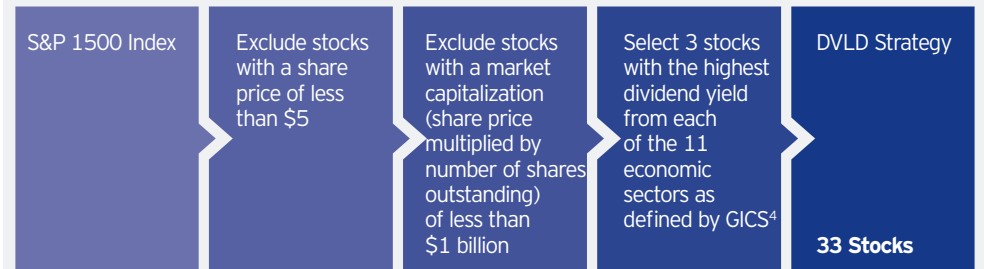 S&P 1500 Index
Exclude stocks
with a share
price of less
than $5
Exclude stocks
with a market
capitalization
(share price
multiplied by
number of shares
outstanding)
of less than
$1 billion
Select 3 stocks
with the highest
dividend yield
from each
of the 11
economic
sectors as
defined by GICS⁴
DVLD Strategy
33 Stocks